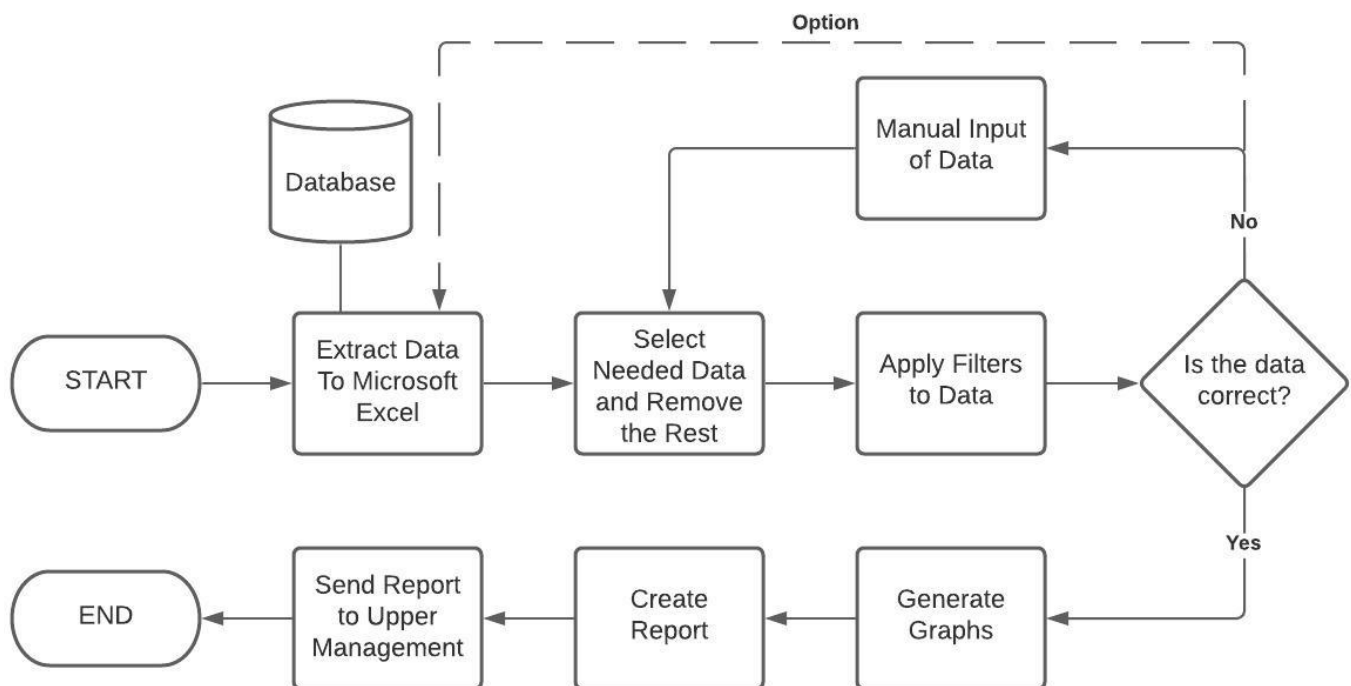 Option
Database
Manual Input
of Data
No
START
Extract Data
To Microsoft
Excel
Select
Needed Data
and Remove
the Rest
Apply Filters
to Data
Is the data
correct?
Yes
END
Send Report
to Upper
Management
Create
Report
Generate
Graphs